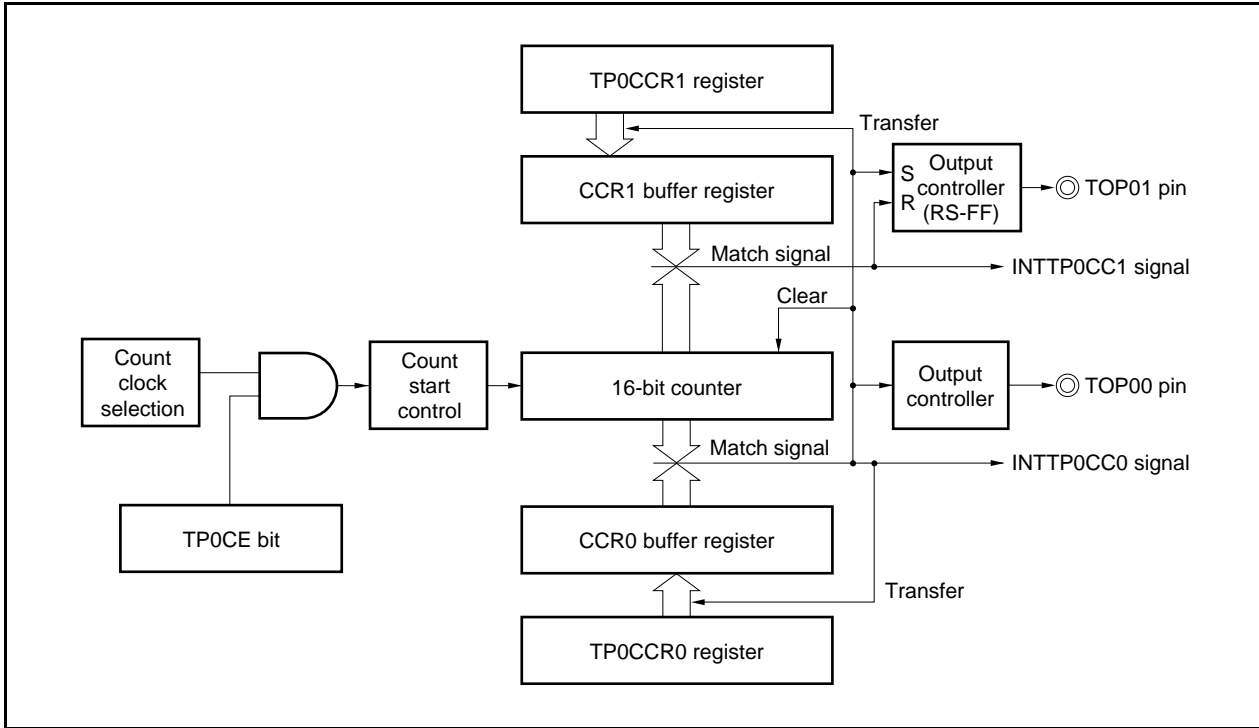 TP0CCR1 register
Transfer
CCR1 buffer register
S
R
Output
controller
(RS-FF)
TOP01 pin
Match signal
INTTP0CC1 signal
Clear
Count
clock
selection
Count
start
control
16-bit counter
Output
controller
TOP00 pin
Match signal
INTTP0CC0 signal
TP0CE bit
CCR0 buffer register
Transfer
TP0CCR0 register